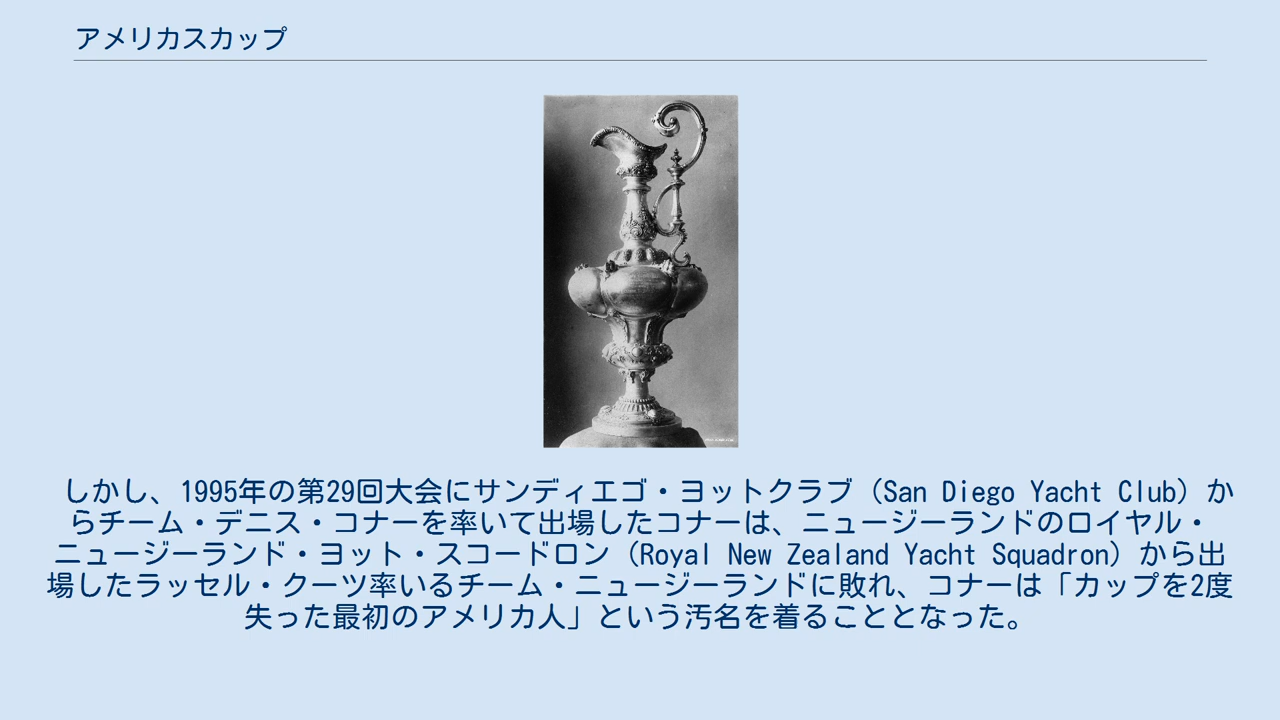 アメリカスカップ
しかし、1995年の第29回大会にサンディエゴ・ヨットクラブ（San Diego Yacht Club）か
らチーム・デニス・コナーを率いて出場したコナーは、ニュージーランドのロイヤル・
ニュージーランド・ヨット・スコードロン（Royal New Zealand Yacht Squadron）から出
場したラッセル・クーツ率いるチーム・ニュージーランドに敗れ、コナーは「カップを2度
失った最初のアメリカ人」という汚名を着ることとなった。